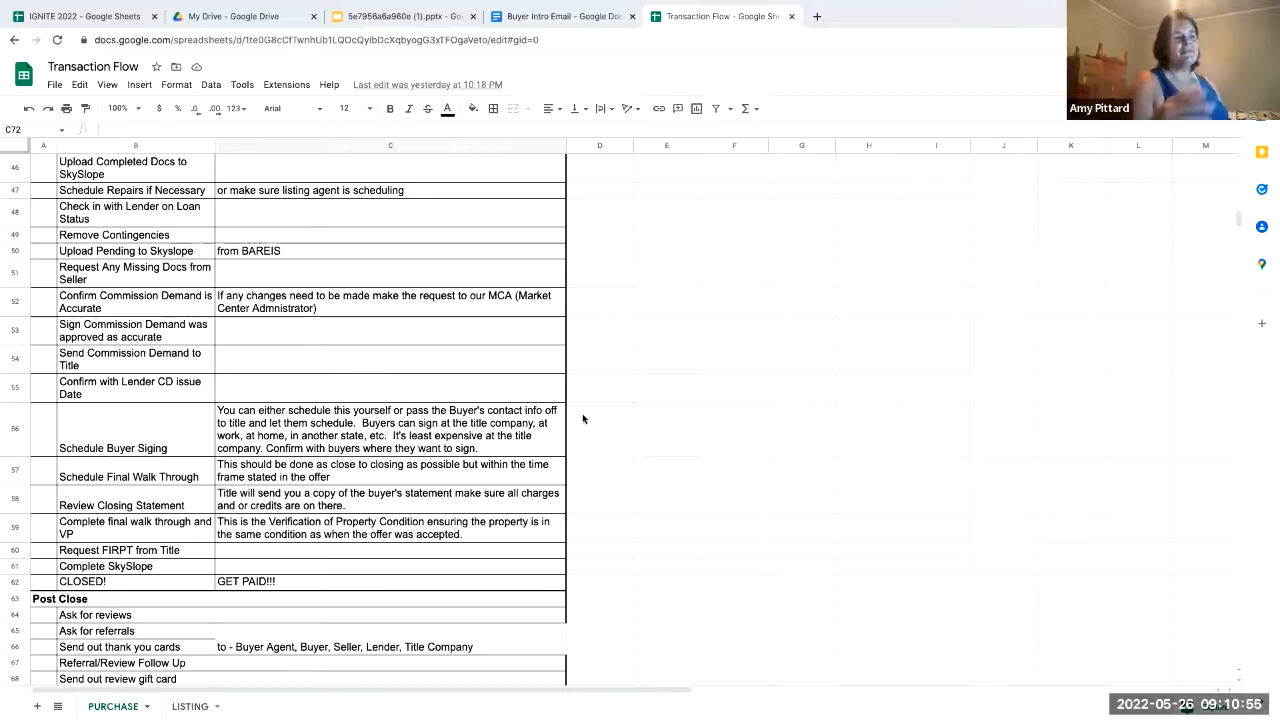 IGNITE 2022 - Google Sheets
My Drive - Google Drive
5e7956a6a960e (1).pptx - Go
Buyer Intro Email - Google Doc
Transaction Flow - Google She
docs.google.com/spreadsheets/d/
/edit#gid=0
Transaction Flow
File Edit View Insert Format Data Tools Extensions Help Last edit was yesterday at 10:18 PM
100% $ % .0 .00 123 Arial 12 B I S A
Amy Pittard
C72 fx
A B C D E F G H I J K L M
46 Upload Completed Docs to
SkySlope
47 Schedule Repairs if Necessary or make sure listing agent is scheduling
48 Check in with Lender on Loan
Status
49 Remove Contingencies
50 Upload Pending to Skyslope from BAREIS
51 Request Any Missing Docs from
Seller
52 Confirm Commission Demand is If any changes need to be made make the request to our MCA (Market
Accurate Center Admnistrator)
53 Sign Commission Demand was
approved as accurate
54 Send Commission Demand to
Title
55 Confirm with Lender CD issue
Date
56 You can either schedule this yourself or pass the Buyer's contact info off
to title and let them schedule. Buyers can sign at the title company, at
work, at home, in another state, etc. It's least expensive at the title
Schedule Buyer Siging company. Confirm with buyers where they want to sign.
57 This should be done as close to closing as possible but within the time
Schedule Final Walk Through frame stated in the offer
58 Title will send you a copy of the buyer's statement make sure all charges
Review Closing Statement and or credits are on there.
59 Complete final walk through and This is the Verification of Property Condition ensuring the property is in
VP the same condition as when the offer was accepted.
60 Request FIRPT from Title
61 Complete SkySlope
62 CLOSED! GET PAID!!!
63 Post Close
64 Ask for reviews
65 Ask for referrals
66 Send out thank you cards to - Buyer Agent, Buyer, Seller, Lender, Title Company
67 Referral/Review Follow Up
68 Send out review gift card
PURCHASE LISTING
2022-05-26 09:10:55